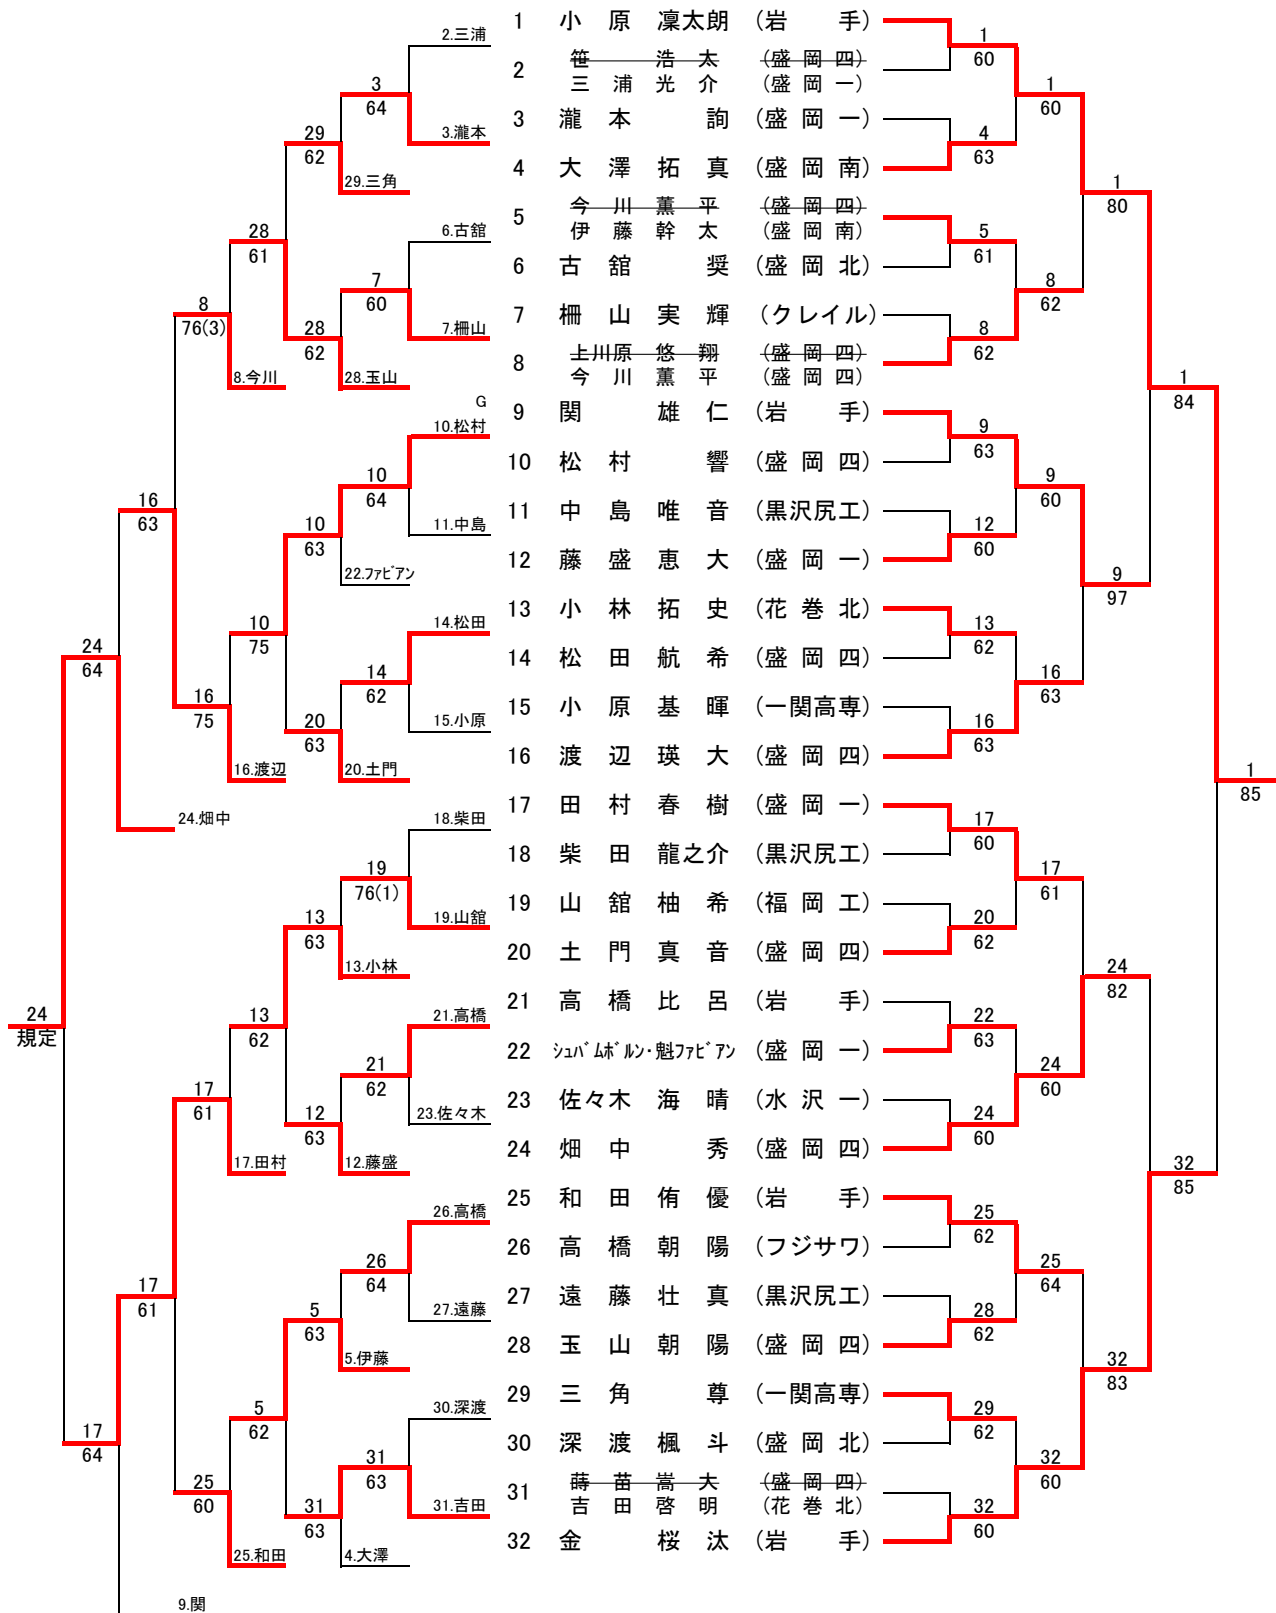 1 小原 凜太朗 (岩手)
2 笹 浩太 (盛岡四)
三浦光介 (盛岡一)
3 瀧本 詢 (盛岡一)
4 大澤拓真 (盛岡南)
5 今川薫平 (盛岡四)
伊藤幹太 (盛岡南)
6 古舘 奨 (盛岡北)
7 柵山実輝 (クレイル)
8 上川原悠翔 (盛岡四)
今川薫平 (盛岡四)
9 関 雄仁 (岩手)
10 松村 響 (盛岡四)
11 中島唯音 (黒沢尻工)
12 藤盛恵大 (盛岡一)
13 小林拓史 (花巻北)
14 松田航希 (盛岡四)
15 小原基暉 (一関高専)
16 渡辺瑛大 (盛岡四)
17 田村春樹 (盛岡一)
18 柴田龍之介 (黒沢尻工)
19 山舘柚希 (福岡工)
20 土門真音 (盛岡四)
21 高橋比呂 (岩手)
22 シュバムボルン・魁ファビアン (盛岡一)
23 佐々木海晴 (水沢一)
24 畑中 秀 (盛岡四)
25 和田侑優 (岩手)
26 高橋朝陽 (フジサワ)
27 遠藤壮真 (黒沢尻工)
28 玉山朝陽 (盛岡四)
29 三角 尊 (一関高専)
30 深渡楓斗 (盛岡北)
31 蒔苗嵩大 (盛岡四)
吉田啓明 (花巻北)
32 金 桜汰 (岩手)
2.三浦
3
64
3.瀧本
29
62
29.三角
28
61
6.古舘
7
60
7.柵山
28
62
28.玉山
8
76(3)
8.今川
G
10.松村
10
64
11.中島
10
63
22.ファビアン
16
63
10
75
14.松田
14
62
15.小原
20
63
20.土門
16
75
16.渡辺
24
64
24.畑中
18.柴田
19
76(1)
19.山舘
13
63
13.小林
13
62
21.高橋
21
62
23.佐々木
12
63
12.藤盛
17
61
17.田村
24
規定
26.高橋
26
64
27.遠藤
5
63
5.伊藤
17
61
5
62
30.深渡
31
63
31.吉田
31
63
4.大澤
25
60
25.和田
17
64
9.関
1
60
4
63
5
61
8
62
9
63
12
60
13
62
16
63
17
60
20
62
22
63
24
60
25
62
28
62
29
62
32
60
1
60
8
62
9
60
16
63
17
61
24
60
25
64
32
60
1
80
9
97
24
82
32
83
1
84
32
85
1
85